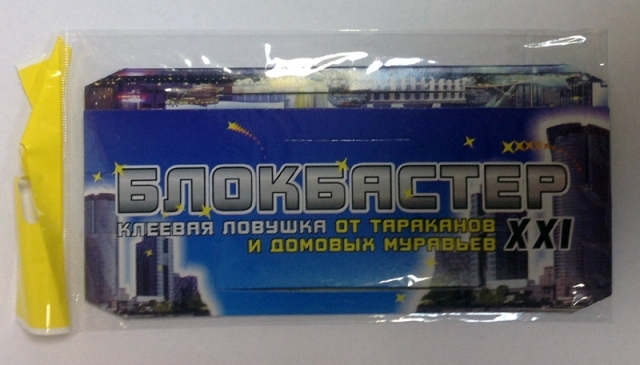 БЛОКБАСТЕР
КЛЕЕВАЯ ЛОВУШКА ОТ ТАРАКАНОВ
И ДОМОВЫХ МУРАВЬЕВ
XXI